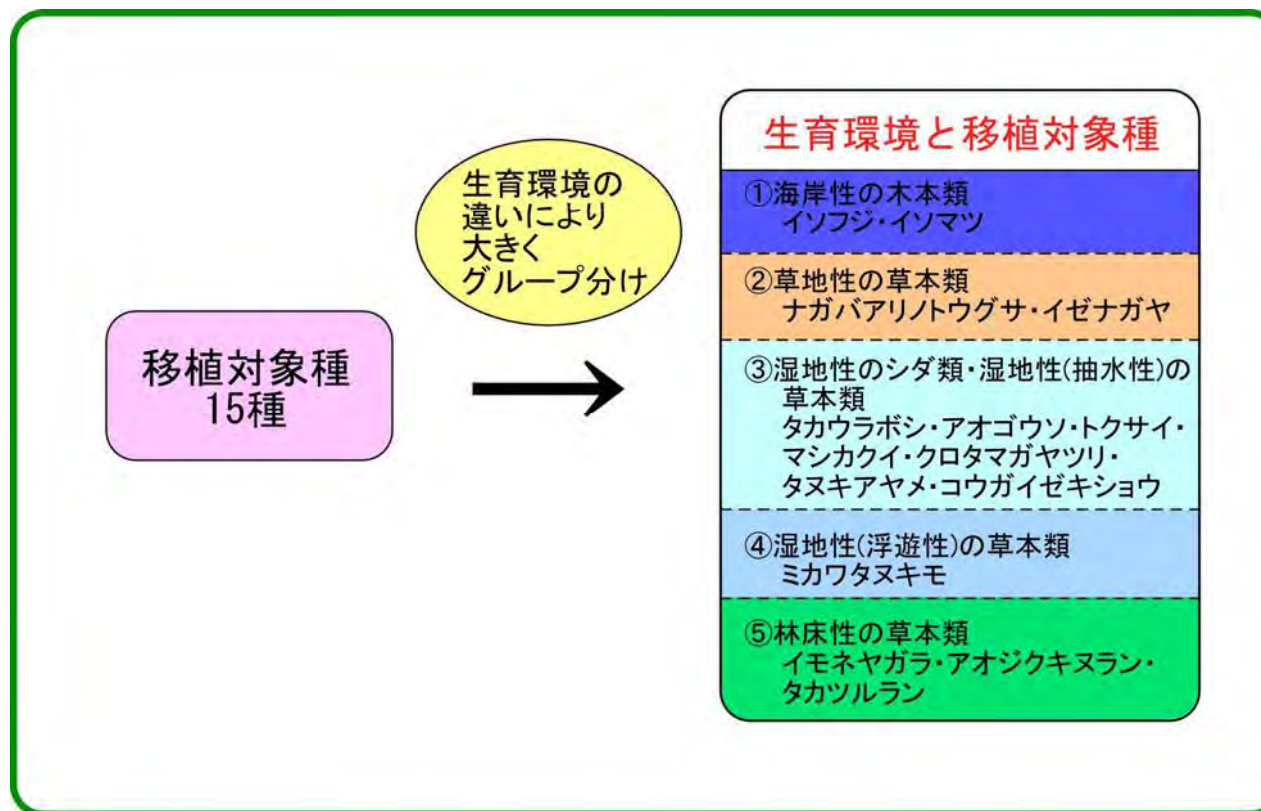 移植対象種
15種
生育環境の
違いにより
大きく
グループ分け
生育環境と移植対象種
①海岸性の木本類
イソフジ・イソマツ
②草地性の草本類
ナガバアリノトウグサ・イゼナガヤ
③湿地性のシダ類・湿地性(抽水性)の
草本類
タカウラボシ・アオゴウソ・トクサイ・
マシカクイ・クロタマガヤツリ・
タヌキアヤメ・コウガイゼキショウ
④湿地性(浮遊性)の草本類
ミカワタヌキモ
⑤林床性の草本類
イモネヤガラ・アオジクキヌラン・
タカツルラン